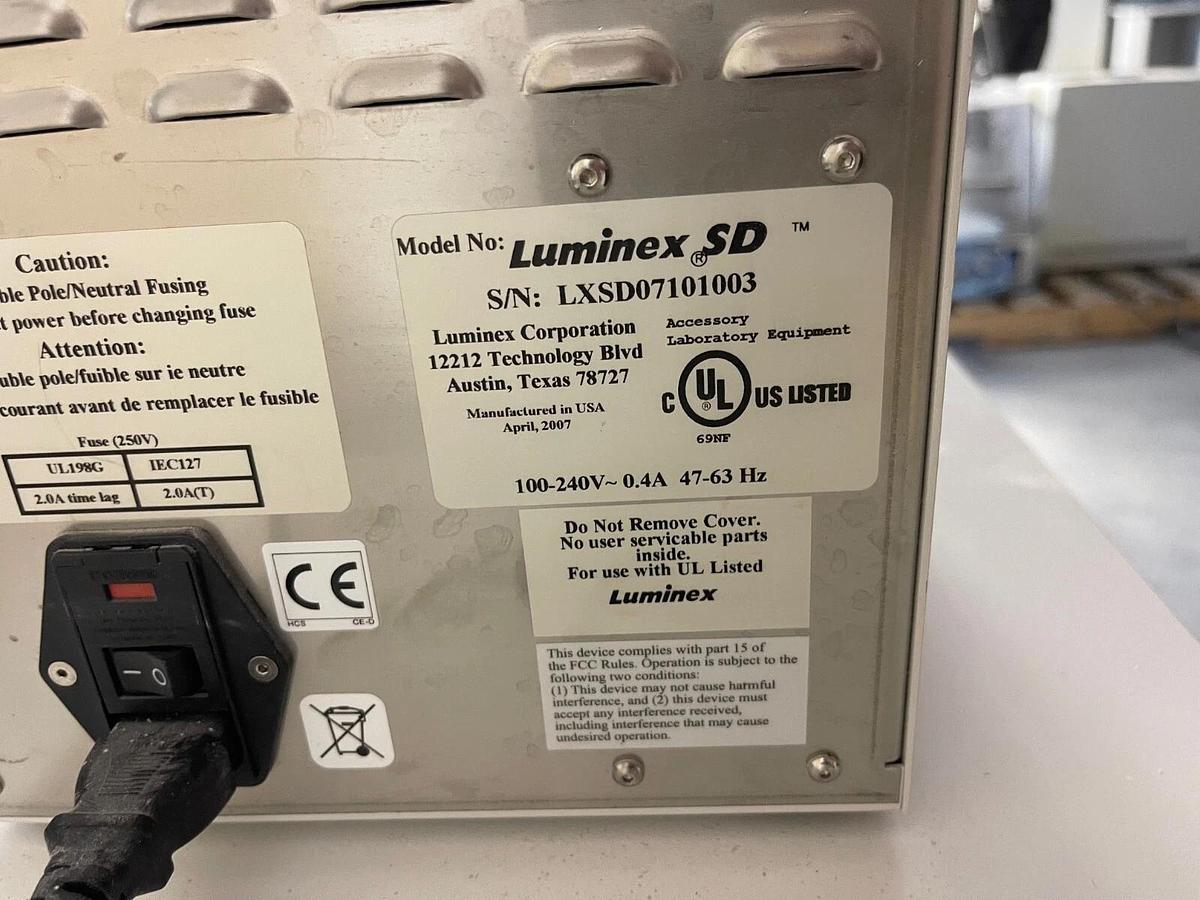 Caution:
ble Pole/Neutral Fusing
t power before changing fuse
Attention:
uble pole/fuible sur ie neutre
courant avant de remplacer le fusible
Fuse (250V)
UL198G IEC127
2.0A time lag 2.0A(T)
Model No: Luminex® SD ™
S/N: LXSD07101003
Luminex Corporation
12212 Technology Blvd
Austin, Texas 78727
Manufactured in USA
April, 2007
Accessory
Laboratory Equipment
C UL® US LISTED
69NF
100-240V~ 0.4A 47-63 Hz
Do Not Remove Cover.
No user servicable parts
inside.
For use with UL Listed
Luminex
This device complies with part 15 of
the FCC Rules. Operation is subject to the
following two conditions:
(1) This device may not cause harmful
interference, and (2) this device must
accept any interference received,
including interference that may cause
undesired operation.
CE
HCS CE-D
– O